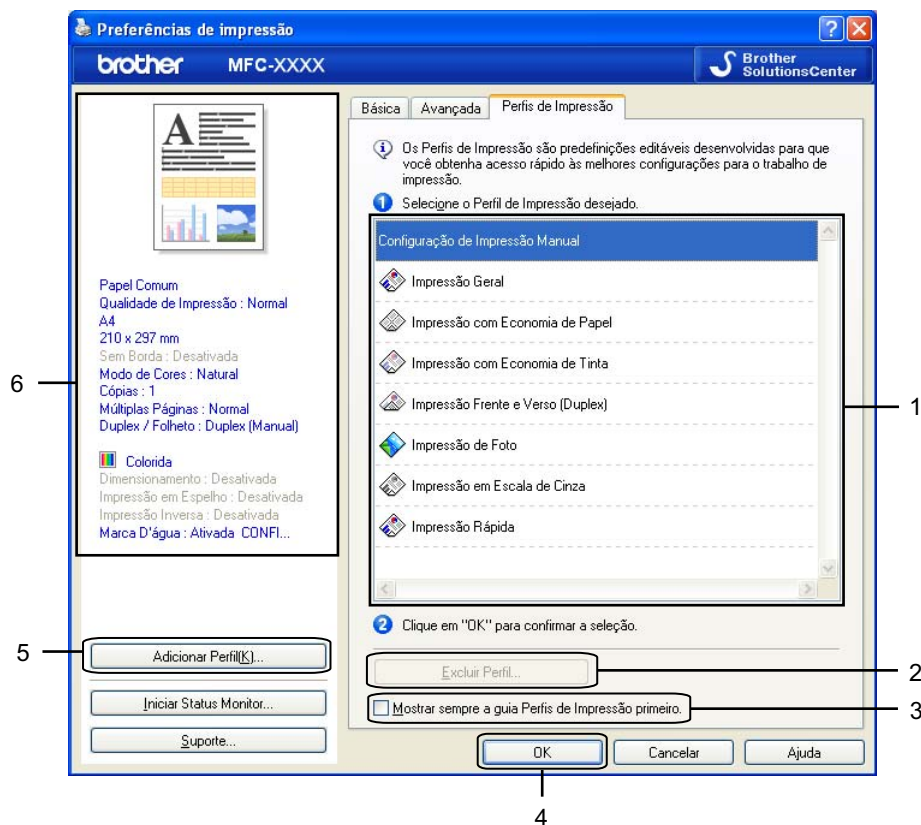 Preferências de impressão
brother MFC-XXXX
Brother
SolutionsCenter
Básica Avançada Perfis de Impressão
Os Perfis de Impressão são predefinições editáveis desenvolvidas para que
você obtenha acesso rápido às melhores configurações para o trabalho de
impressão.
1 Selecione o Perfil de Impressão desejado.
Configuração de Impressão Manual
Impressão Geral
Impressão com Economia de Papel
Impressão com Economia de Tinta
Impressão Frente e Verso (Duplex)
Impressão de Foto
Impressão em Escala de Cinza
Impressão Rápida
1
2 Clique em "OK" para confirmar a seleção.
Excluir Perfil...
2
Mostrar sempre a guia Perfis de Impressão primeiro.
3
A
Papel Comum
Qualidade de Impressão : Normal
A4
210 x 297 mm
Sem Borda : Desativada
Modo de Cores : Natural
Cópias : 1
Múltiplas Páginas : Normal
Duplex / Folheto : Duplex (Manual)
Colorida
Dimensionamento : Desativada
Impressão em Espelho : Desativada
Impressão Inversa : Desativada
Marca D'água : Ativada CONFI...
6
5
Adicionar Perfil(K)...
Iniciar Status Monitor...
Suporte...
OK Cancelar Ajuda
4